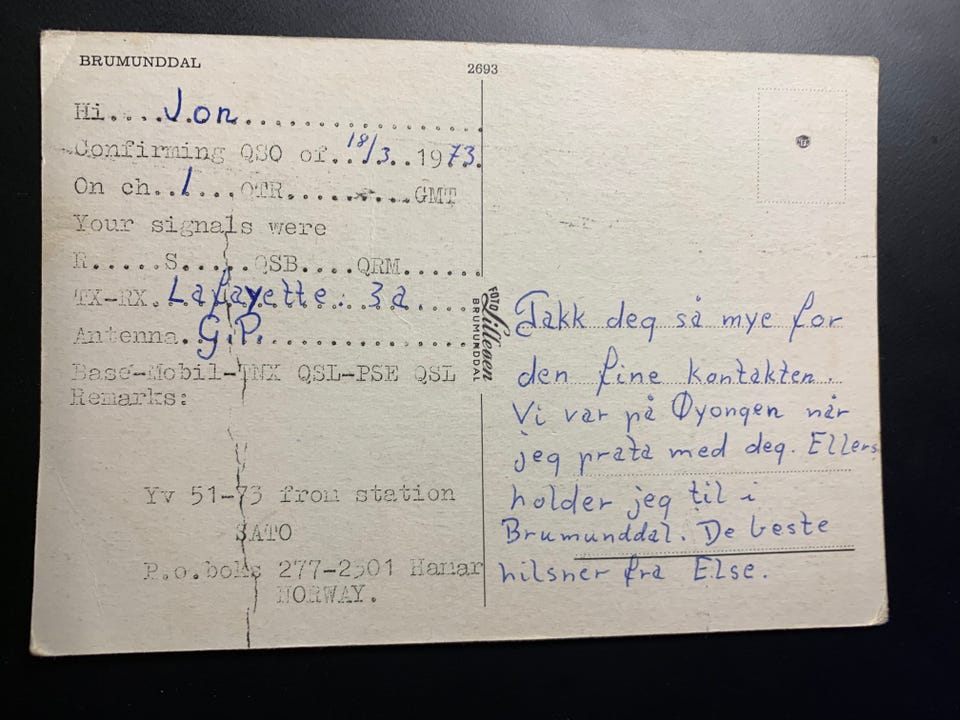 BRUMUNDDAL
2693
Hi....Jon....................
Confirming QSO of..18/3..1973.
On ch..1....QTR............GMT
Your signals were
R.....S......QSB....QRM......
TX-RX.Lafayette. 3a.
Antenna.G.P...............
Base-Mobil-TNX QSL-PSE QSL
Remarks:
Yv 51-73 from station
SATO
P.o.boks 277-2301 Hamar
NORWAY.
FOTO Lilleeen
BRUMUNDDAL
Takk deg så mye for
den fine kontakten.
Vi var på Øyongen når
jeg prata med deg. Ellers
holder jeg til i
Brumunddal. De beste
hilsner fra Else.